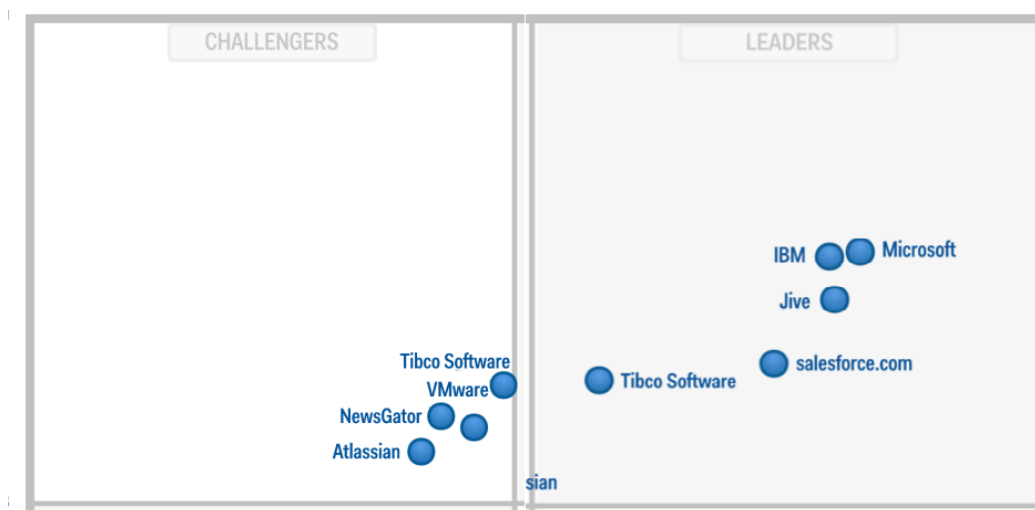 CHALLENGERS
LEADERS
IBM
Microsoft
Jive
Tibco Software
salesforce.com
VMware
Tibco Software
NewsGator
Atlassian
sian